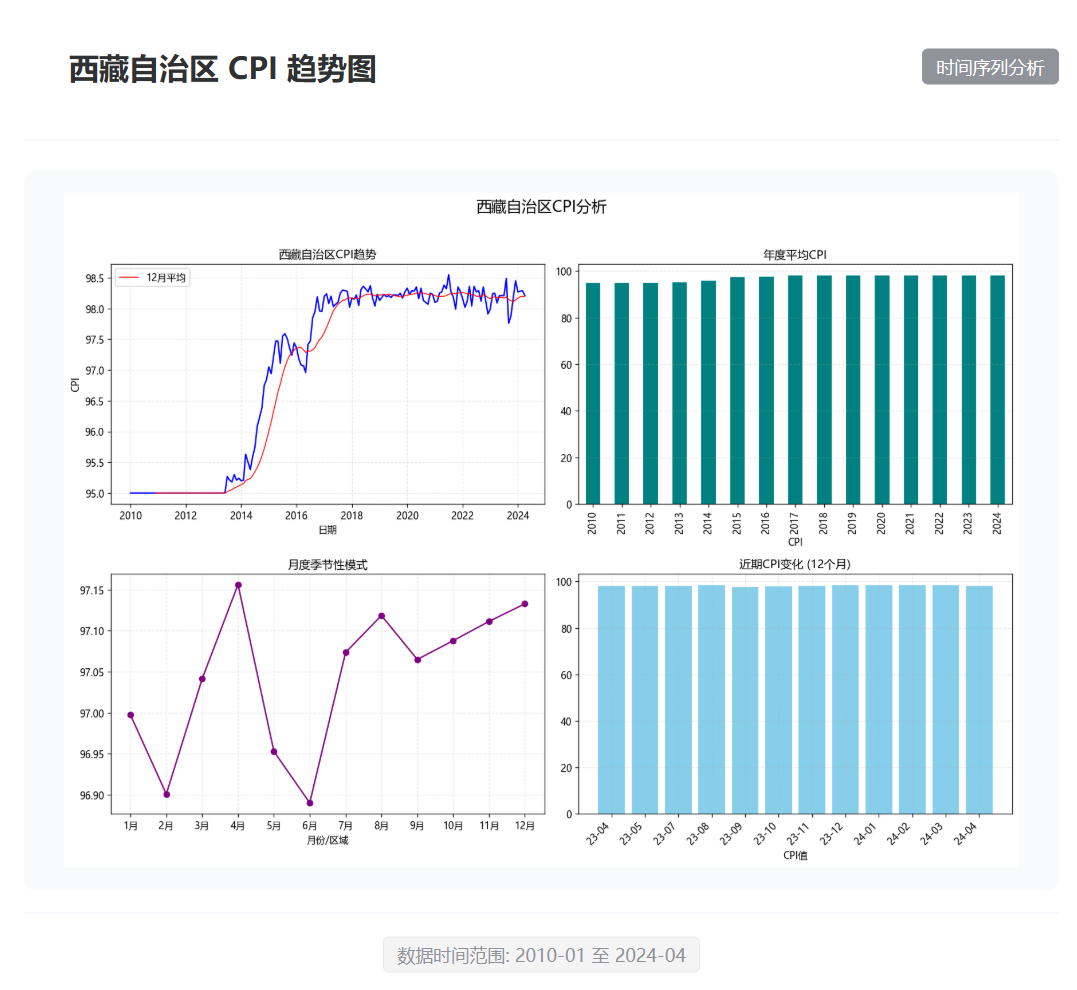 西藏自治区 CPI 趋势图
时间序列分析
西藏自治区CPI分析
西藏自治区CPI趋势
12月平均
CPI
98.5
98.0
97.5
97.0
96.5
96.0
95.5
95.0
2010 2012 2014 2016 2018 2020 2022 2024
日期
年度平均CPI
100
80
60
40
20
0
2010 2011 2012 2013 2014 2015 2016 2017 2018 2019 2020 2021 2022 2023 2024
CPI
月度季节性模式
97.15
97.10
97.05
97.00
96.95
96.90
1月 2月 3月 4月 5月 6月 7月 8月 9月 10月 11月 12月
月份/区域
近期CPI变化 (12个月)
100
80
60
40
20
0
23-04 23-05 23-07 23-08 23-09 23-10 23-11 23-12 24-01 24-02 24-03 24-04
CPI值
数据时间范围: 2010-01 至 2024-04